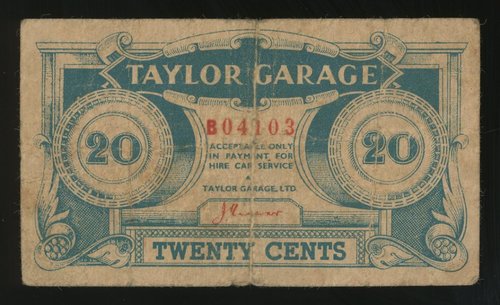 TAYLOR GARAGE
B04103
20
ACCEPTABLE ONLY
IN PAYMENT FOR
HIRE CAR SERVICE
20
TAYLOR GARAGE, LTD.
TWENTY CENTS